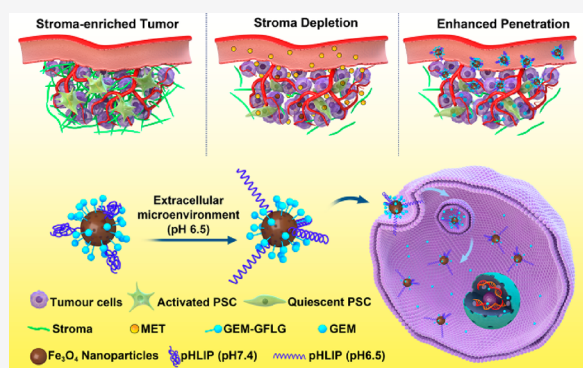 Stroma-enriched Tumor
Stroma Depletion
Enhanced Penetration
Extracellular
microenvironment
(pH 6.5)
Tumour cells
Activated PSC
Quiescent PSC
Stroma
MET
GEM-GFLG
GEM
Fe₃O₄ Nanoparticles
pHLIP (pH7.4)
pHLIP (pH6.5)